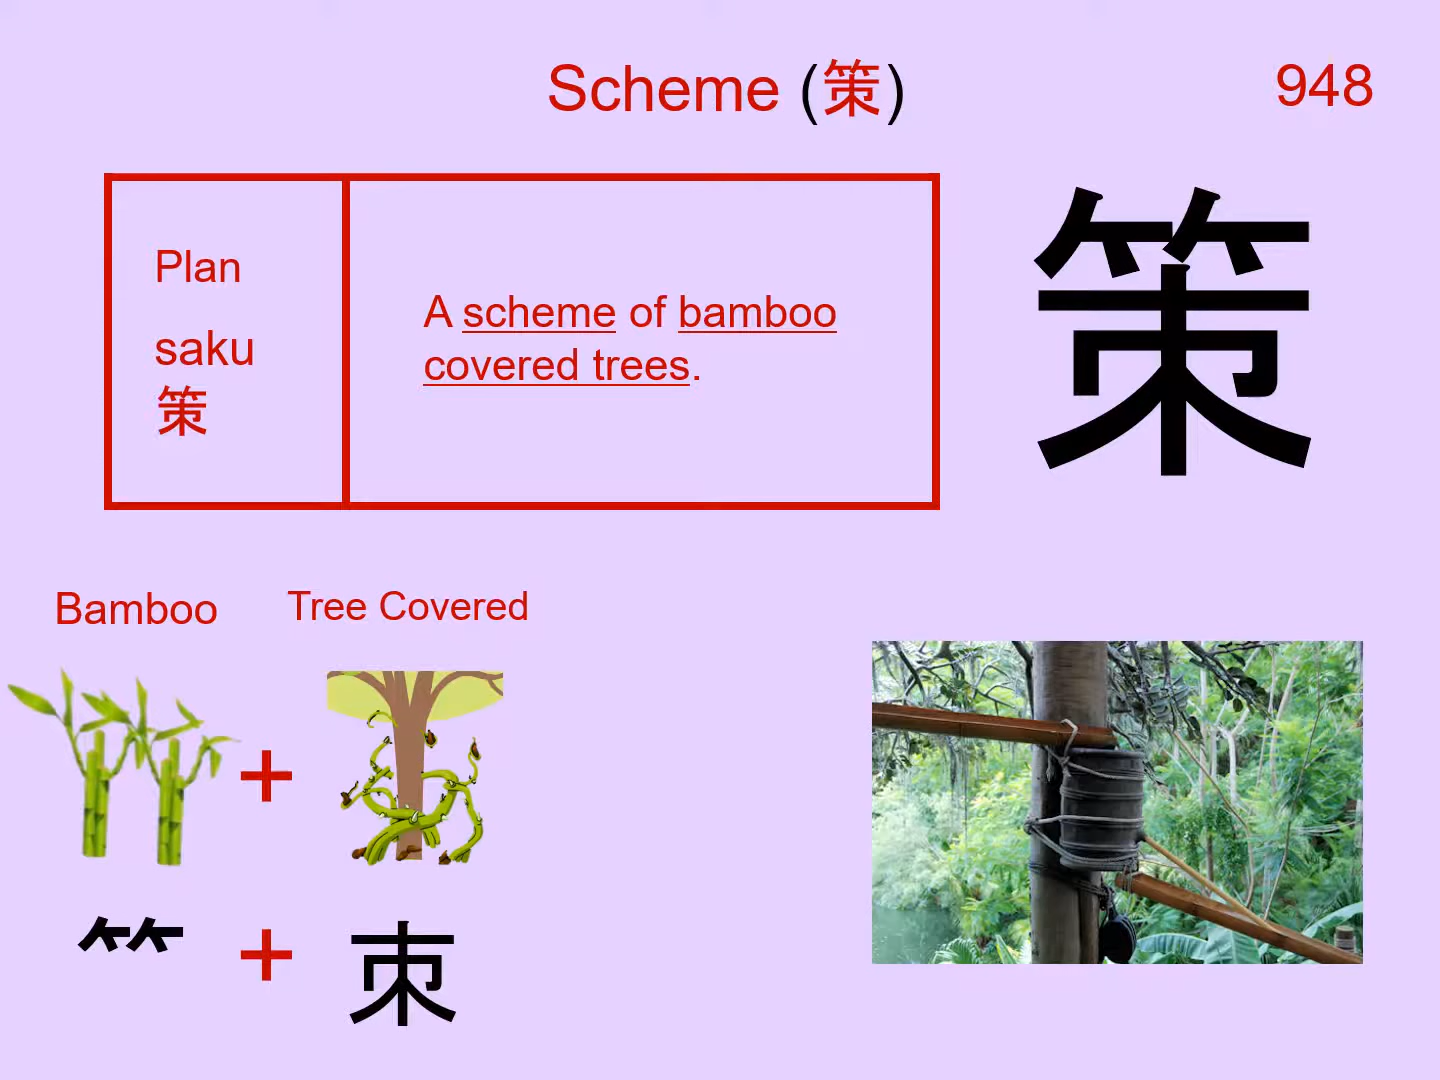 Scheme (策)
948
Plan
saku
策
A scheme of bamboo
covered trees.
策
Bamboo
Tree Covered
+
⺮ + 朿